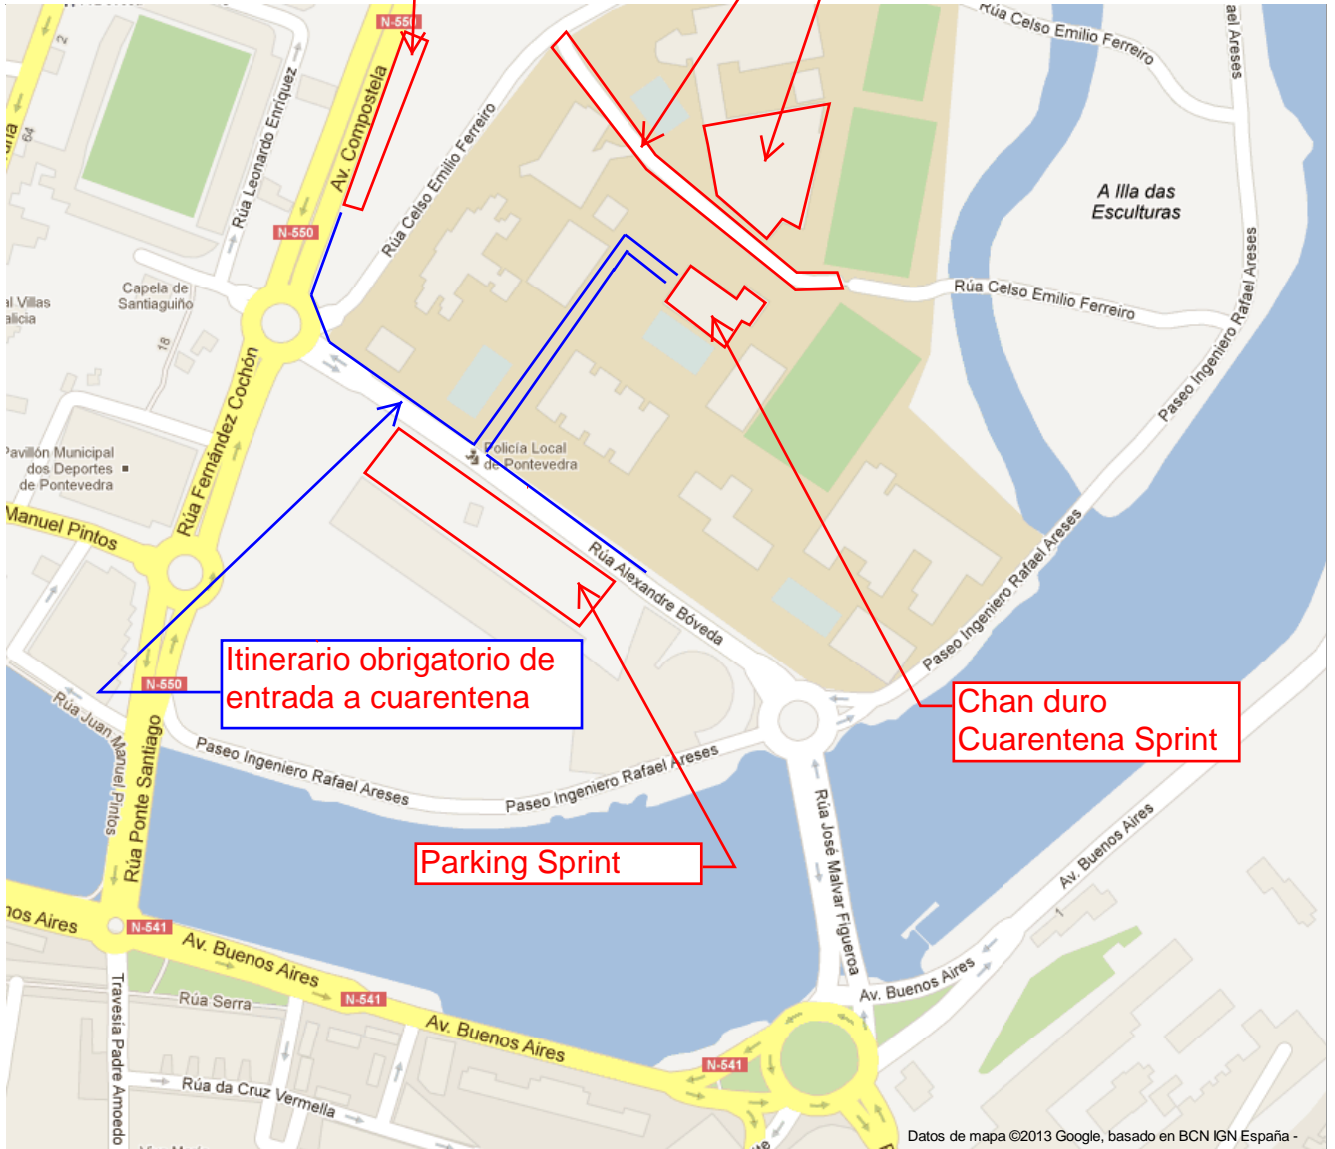 N-550
Rúa Celso Emilio Ferreiro
ael Areses
2
64
Rúa Leonardo Enríquez
Av. Compostela
Rúa Celso Emilio Ferreiro
A Illa das
Esculturas
N-550
Capela de
Santiaguiño
al Villas
alicia
18
Rúa Celso Emilio Ferreiro
Paseo Ingeniero Rafael Areses
Rúa Fernández Cochón
Pavillón Municipal
dos Deportes
de Pontevedra
Policía Local
de Pontevedra
Manuel Pintos
Rúa Alexandre Bóveda
Paseo Ingeniero Rafael Areses
Itinerario obrigatorio de
entrada a cuarentena
N-550
Rúa Juan Manuel Pintos
Chan duro
Cuarentena Sprint
Paseo Ingeniero Rafael Areses
Paseo Ingeniero Rafael Areses
Rúa Ponte Santiago
Rúa José Malvar Figueroa
Av. Buenos Aires
Parking Sprint
1
nos Aires
N-541
Av. Buenos Aires
Av. Buenos Aires
Rúa Serra
N-541
Travesía Padre Amoedo
Av. Buenos Aires
N-541
Rúa da Cruz Vermella
Datos de mapa ©2013 Google, basado en BCN IGN España -